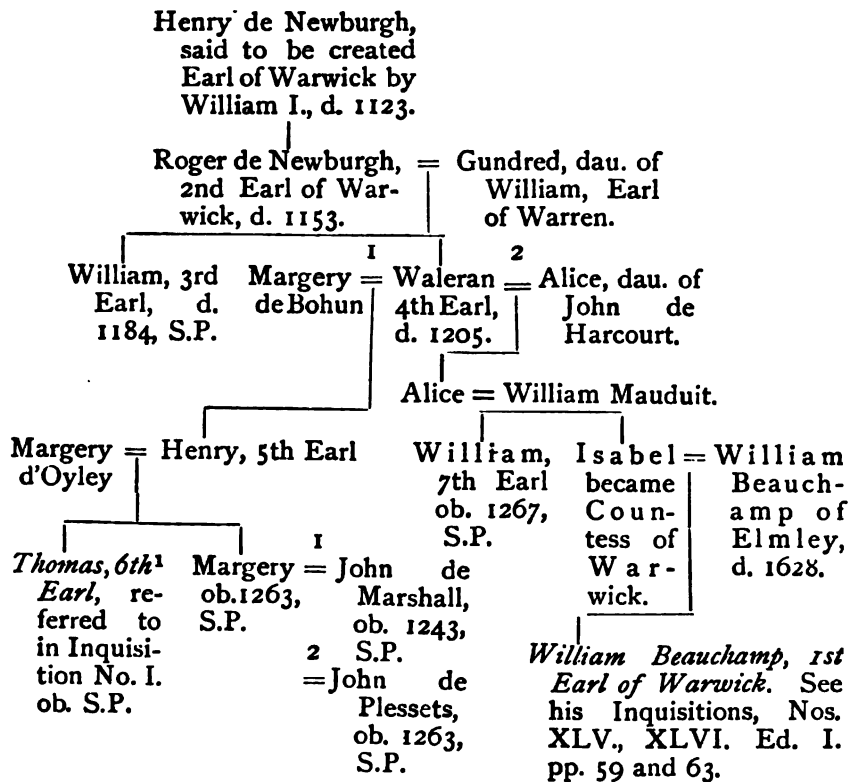 Henry de Newburgh,
said to be created
Earl of Warwick by
William I., d. 1123.
Roger de Newburgh, = Gundred, dau. of
2nd Earl of War- William, Earl
wick, d. 1153. of Warren.
1 2
William, 3rd Margery = Waleran = Alice, dau. of
Earl, d. de Bohun 4th Earl, John de
1184, S.P. d. 1205. Harcourt.
Alice = William Mauduit.
Margery = Henry, 5th Earl
d'Oyley
William,
7th Earl
ob. 1267,
S.P.
Isabel = William
became Beauch-
Coun- amp of
tess of Elmley,
War- d. 1628.
wick.
Thomas, 6th¹
Earl, re-
ferred to
in Inquisi-
tion No. I.
ob. S.P.
1
Margery = John de
ob. 1263, Marshall,
S.P. ob. 1243,
2 S.P.
= John de
Plessets,
ob. 1263,
S.P.
William Beauchamp, 1st
Earl of Warwick. See
his Inquisitions, Nos.
XLV., XLVI. Ed. I.
pp. 59 and 63.